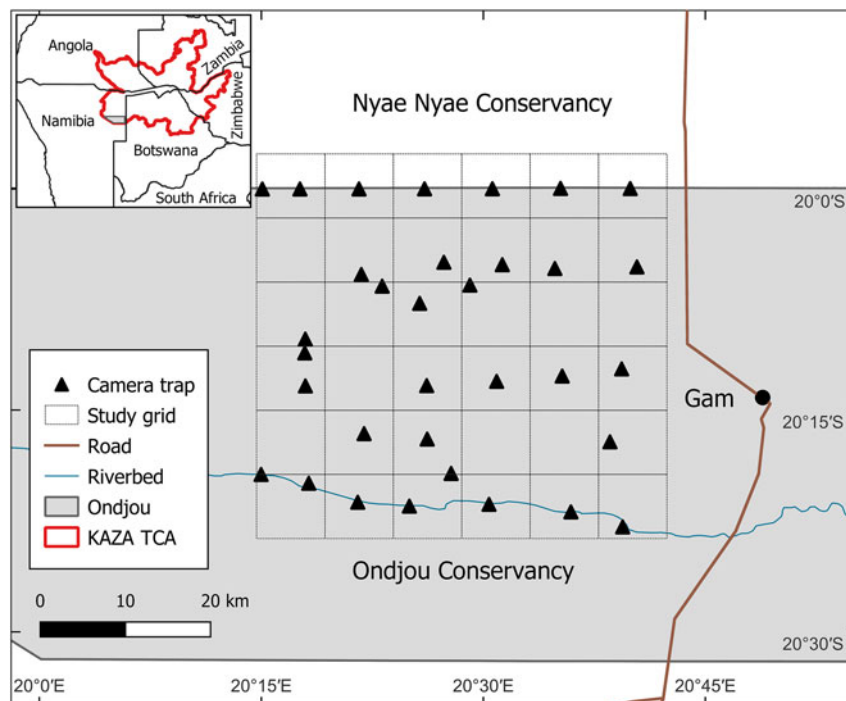 Angola
Zambia
Zimbabwe
Namibia
Botswana
South Africa
Nyae Nyae Conservancy
20°0′S
Camera trap
Study grid
Road
Riverbed
Ondjou
KAZA TCA
Gam
20°15′S
Ondjou Conservancy
0 10 20 km
20°30′S
20°0′E 20°15′E 20°30′E 20°45′E